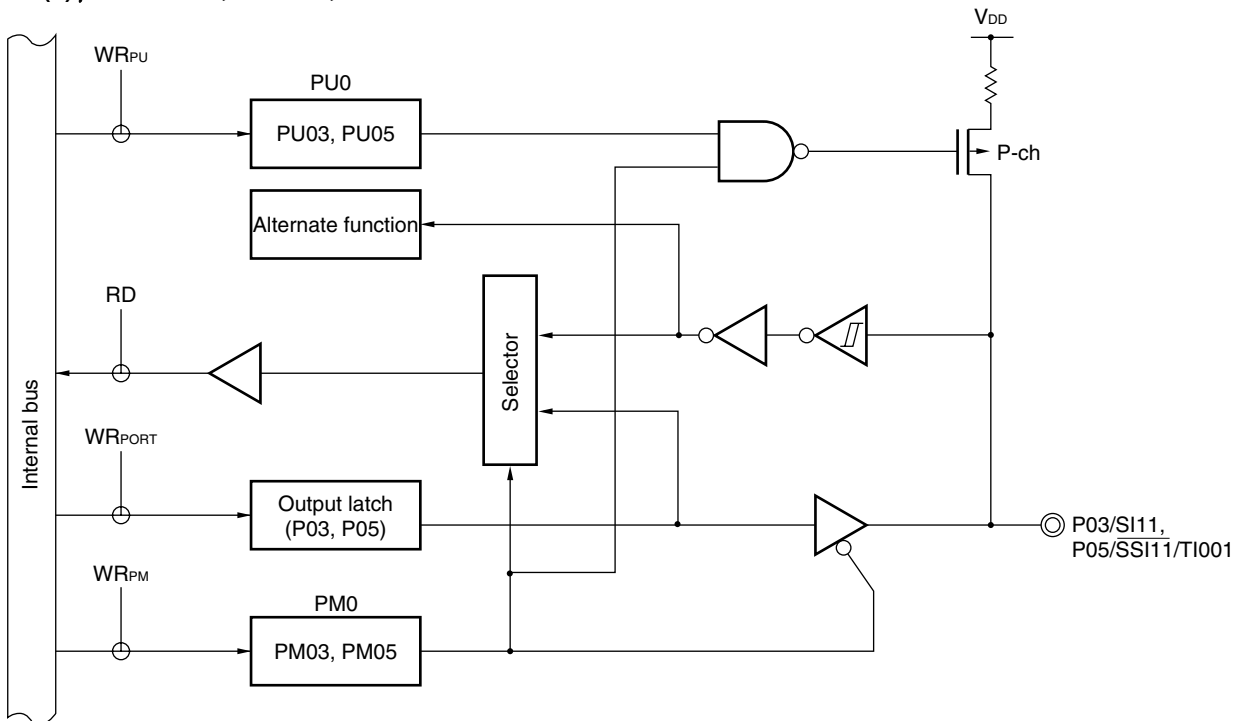 VDD
WRPU
PU0
PU03, PU05
P-ch
Alternate function
RD
Selector
Internal bus
WRPORT
Output latch
(P03, P05)
P03/SI11,
P05/SSI11/TI001
WRPM
PM0
PM03, PM05